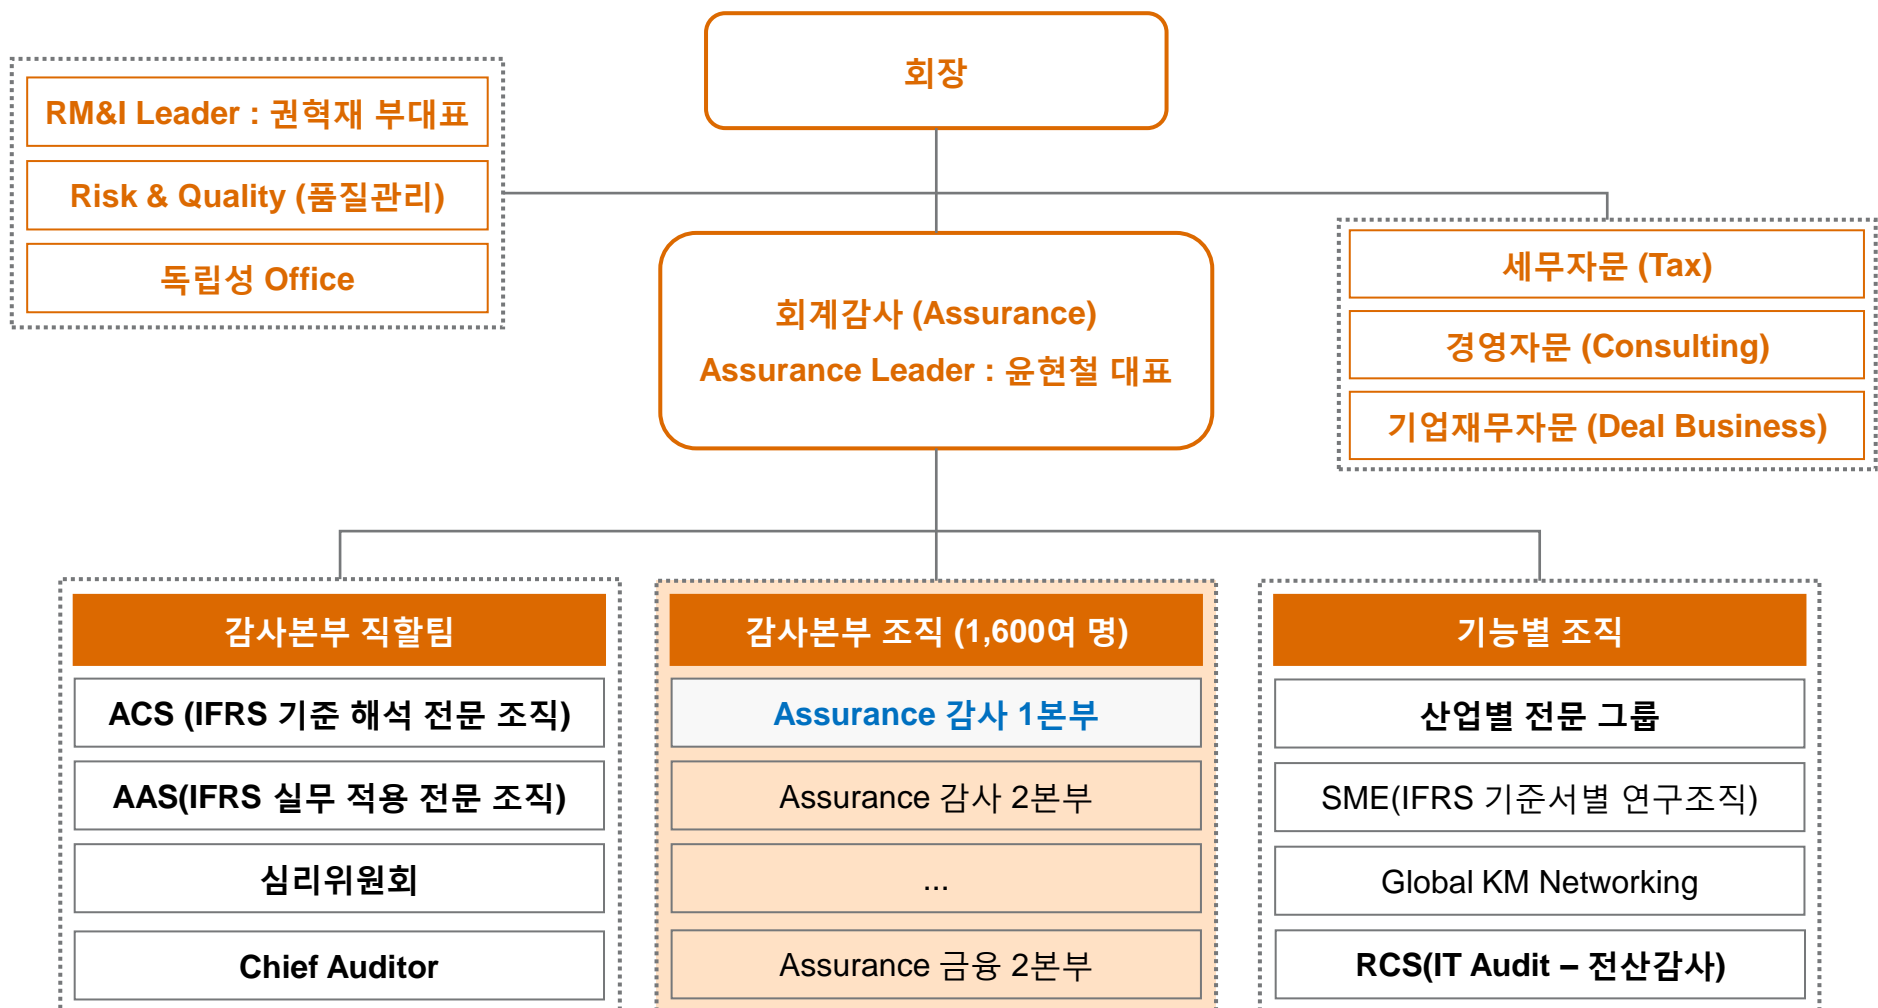 회장
RM&I Leader : 권혁재 부대표
Risk & Quality (품질관리)
독립성 Office
회계감사 (Assurance)
Assurance Leader : 윤현철 대표
세무자문 (Tax)
경영자문 (Consulting)
기업재무자문 (Deal Business)
감사본부 직할팀
ACS (IFRS 기준 해석 전문 조직)
AAS(IFRS 실무 적용 전문 조직)
심리위원회
Chief Auditor
감사본부 조직 (1,600여 명)
Assurance 감사 1본부
Assurance 감사 2본부
...
Assurance 금융 2본부
기능별 조직
산업별 전문 그룹
SME(IFRS 기준서별 연구조직)
Global KM Networking
RCS(IT Audit – 전산감사)